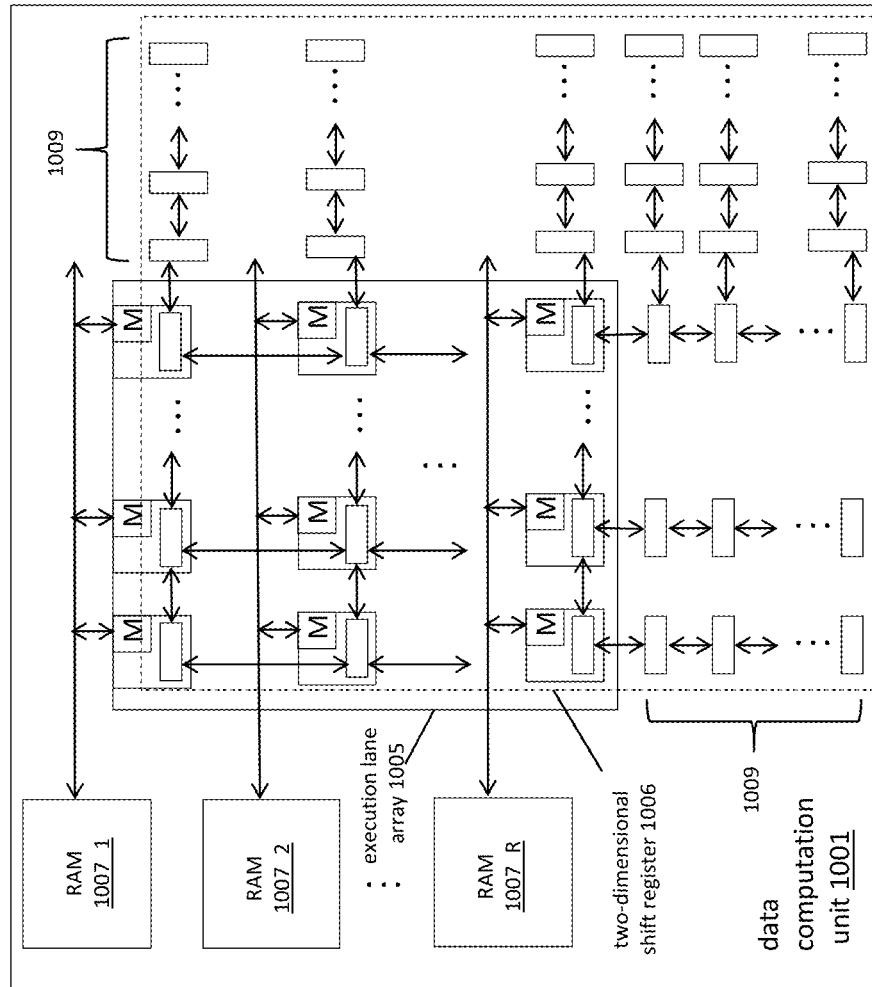 1009
RAM
1007_1
M
M
M
RAM
1007_2
M
M
M
execution lane
array 1005
RAM
1007_R
M
M
M
two-dimensional
shift register 1006
1009
data
computation
unit 1001